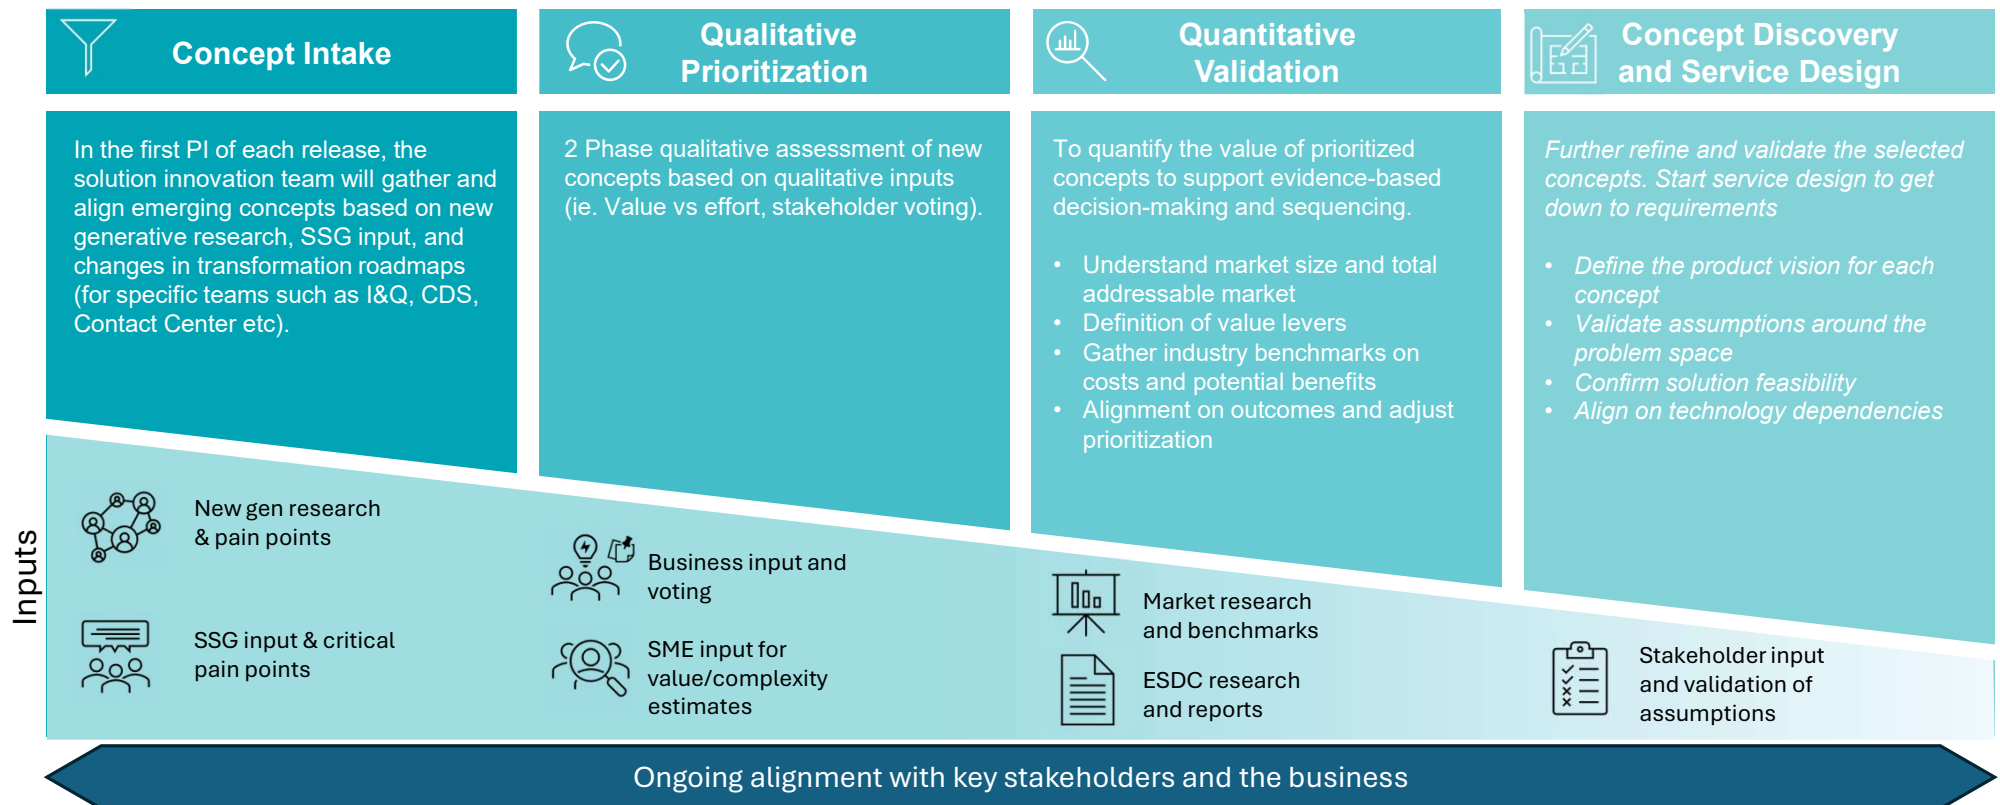 Concept Intake
Qualitative
Prioritization
Quantitative
Validation
Concept Discovery
and Service Design
In the first PI of each release, the
solution innovation team will gather and
align emerging concepts based on new
generative research, SSG input, and
changes in transformation roadmaps
(for specific teams such as I&Q, CDS,
Contact Center etc).
2 Phase qualitative assessment of new
concepts based on qualitative inputs
(ie. Value vs effort, stakeholder voting).
To quantify the value of prioritized
concepts to support evidence-based
decision-making and sequencing.
• Understand market size and total
addressable market
• Definition of value levers
• Gather industry benchmarks on
costs and potential benefits
• Alignment on outcomes and adjust
prioritization
Further refine and validate the selected
concepts. Start service design to get
down to requirements
• Define the product vision for each
concept
• Validate assumptions around the
problem space
• Confirm solution feasibility
• Align on technology dependencies
Inputs
New gen research
& pain points
SSG input & critical
pain points
Business input and
voting
SME input for
value/complexity
estimates
Market research
and benchmarks
ESDC research
and reports
Stakeholder input
and validation of
assumptions
Ongoing alignment with key stakeholders and the business